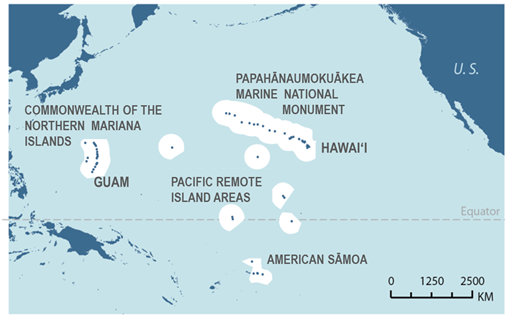 U.S.
PAPAHĀNAUMOKUĀKEA
MARINE NATIONAL
MONUMENT
COMMONWEALTH OF THE
NORTHERN MARIANA
ISLANDS
HAWAI‘I
GUAM
PACIFIC REMOTE
ISLAND AREAS
Equator
AMERICAN SĀMOA
0 1250 2500
KM